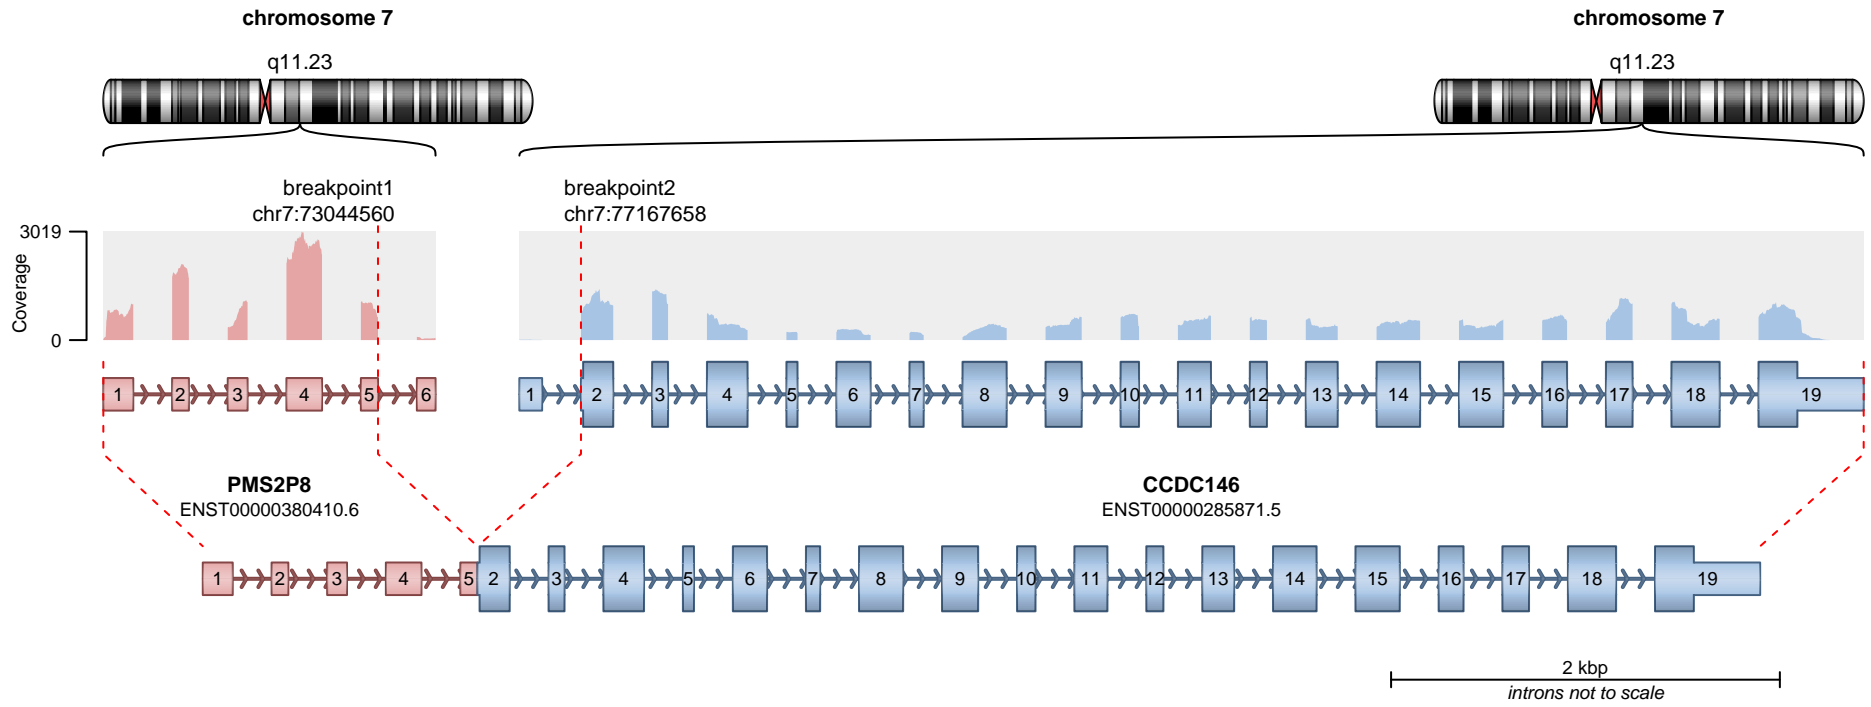 chromosome 7
chromosome 7
q11.23
q11.23
breakpoint1
chr7:73044560
breakpoint2
chr7:77167658
3019
Coverage
0
1 2 3 4 5 6
1 2 3 4 5 6 7 8 9 10 11 12 13 14 15 16 17 18 19
PMS2P8
ENST00000380410.6
CCDC146
ENST00000285871.5
1 2 3 4 5 2 3 4 5 6 7 8 9 10 11 12 13 14 15 16 17 18 19
2 kbp
introns not to scale